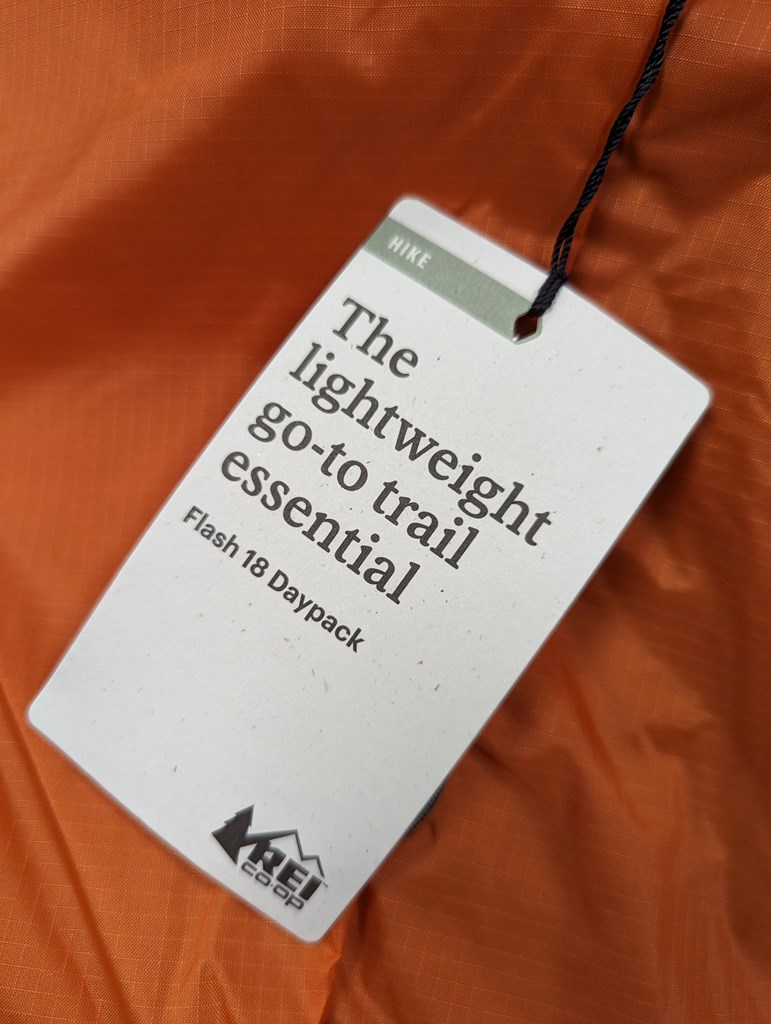 HIKE
The
lightweight
go-to trail
essential
Flash 18 Daypack
REI
co·op